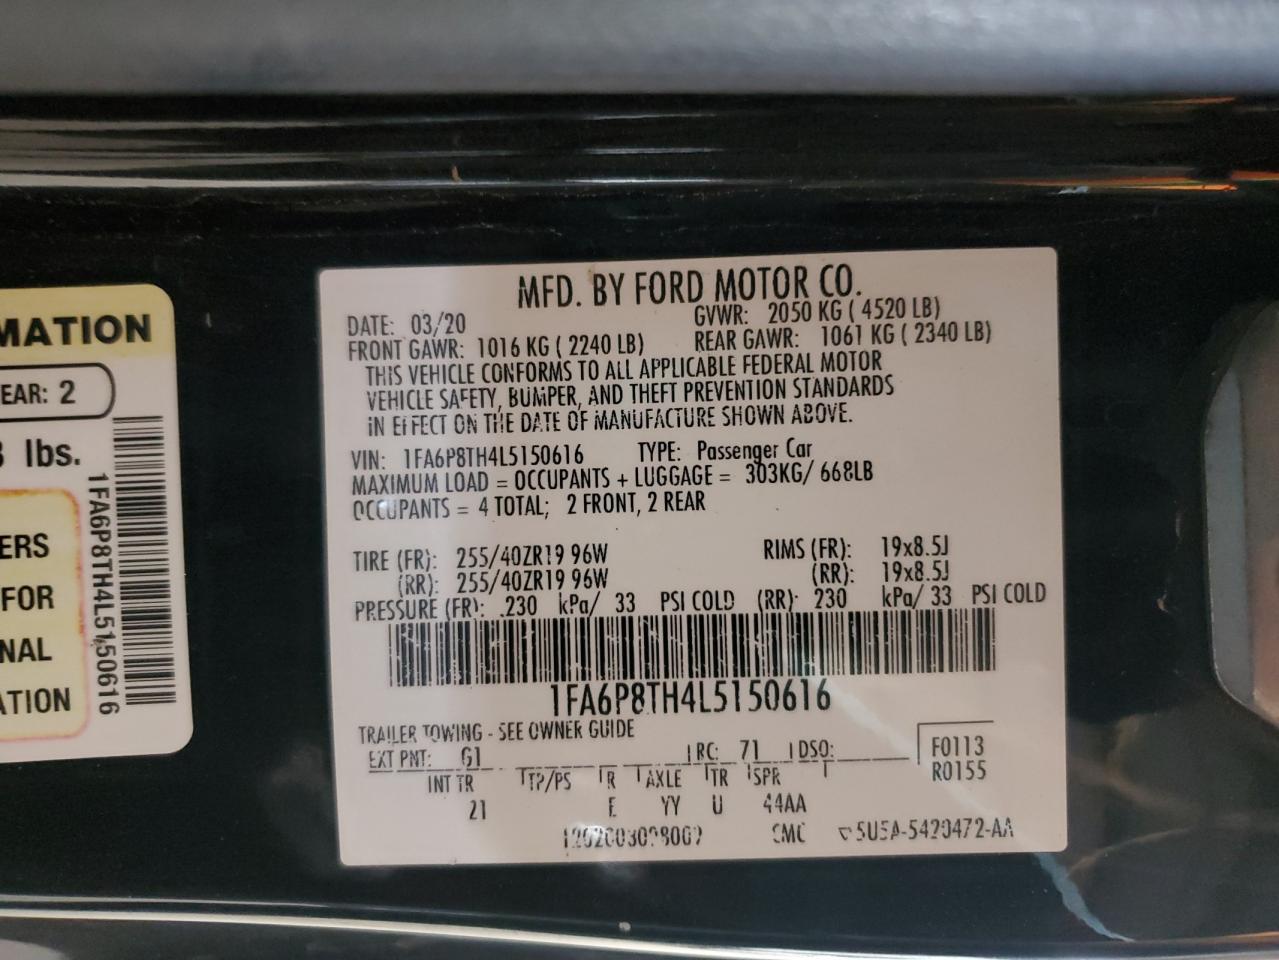 MATION
EAR: 2
lbs.
1FA6P8TH4L5150616
ERS
FOR
NAL
ATION
MFD. BY FORD MOTOR CO.
DATE: 03/20 GVWR: 2050 KG ( 4520 LB)
FRONT GAWR: 1016 KG ( 2240 LB) REAR GAWR: 1061 KG ( 2340 LB)
THIS VEHICLE CONFORMS TO ALL APPLICABLE FEDERAL MOTOR
VEHICLE SAFETY, BUMPER, AND THEFT PREVENTION STANDARDS
IN EFFECT ON THE DATE OF MANUFACTURE SHOWN ABOVE.
VIN: 1FA6P8TH4L5150616 TYPE: Passenger Car
MAXIMUM LOAD = OCCUPANTS + LUGGAGE = 303KG/ 668LB
OCCUPANTS = 4 TOTAL; 2 FRONT, 2 REAR
TIRE (FR): 255/40ZR19 96W RIMS (FR): 19x8.5J
(RR): 255/40ZR19 96W (RR): 19x8.5J
PRESSURE (FR): 230 kPa/ 33 PSI COLD (RR): 230 kPa/ 33 PSI COLD
1FA6P8TH4L5150616
TRAILER TOWING - SEE OWNER GUIDE
EXT PNT: G1 RC: 71 DSO: F0113
INT TR TP/PS R AXLE TR SPR R0155
21 E YY U 44AA
CMC